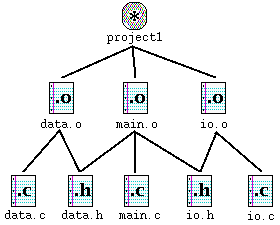 *
project1
.o .o .o
data.o main.o io.o
.c .h .c .h .c
data.c data.h main.c io.h io.c